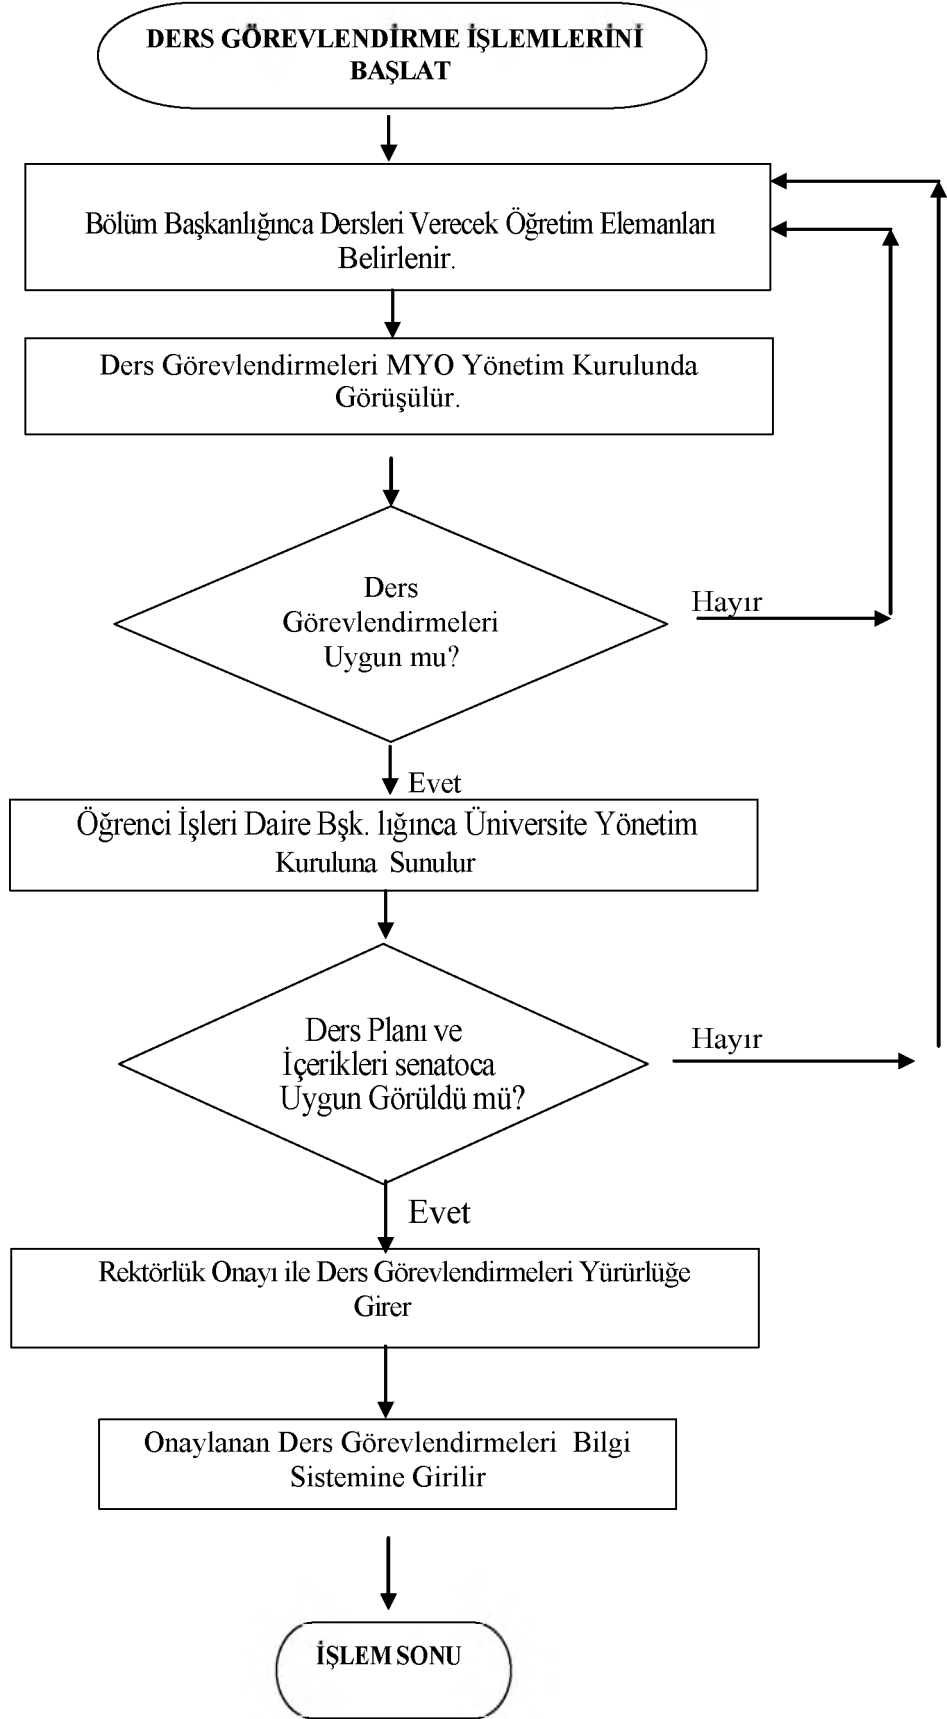 DERS GÖREVLENDİRME İŞLEMLERİNİ
BAŞLAT
Bölüm Başkanlığınca Dersleri Verecek Öğretim Elemanları
Belirlenir.
Ders Görevlendirmeleri MYO Yönetim Kurulunda
Görüşülür.
Ders
Görevlendirmeleri
Uygun mu?
Hayır
Evet
Öğrenci İşleri Daire Bşk. lığınca Üniversite Yönetim
Kuruluna Sunulur
Ders Planı ve
İçerikleri senatoca
Uygun Görüldü mü?
Hayır
Evet
Rektörlük Onayı ile Ders Görevlendirmeleri Yürürlüğe
Girer
Onaylanan Ders Görevlendirmeleri Bilgi
Sistemine Girilir
İŞLEM SONU